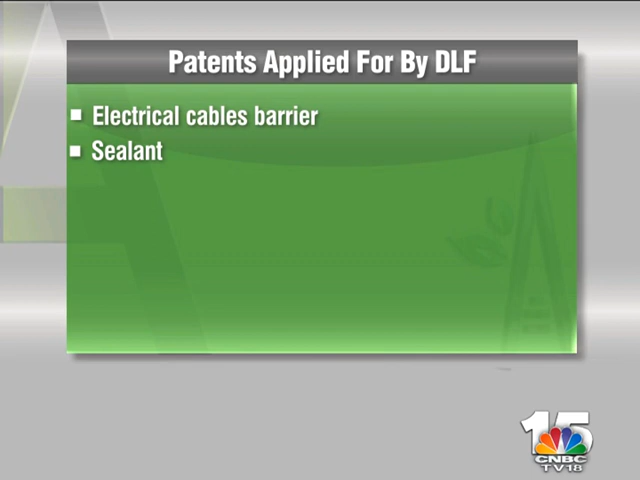 Patents Applied For By DLF
Electrical cables barrier
Sealant
15
CNBC
TV18